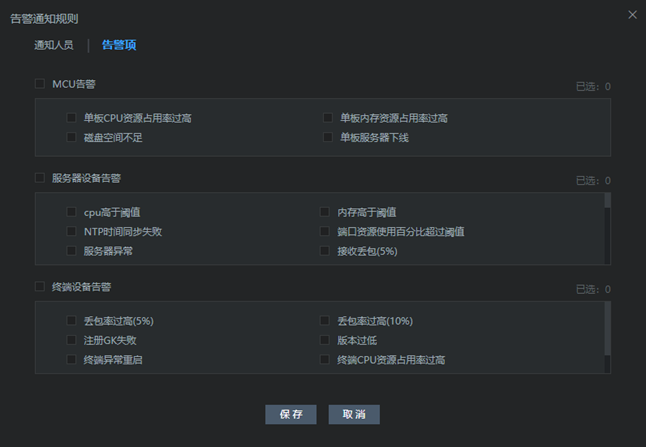 告警通知规则
通知人员 | 告警项
MCU告警 已选：0
单板CPU资源占用率过高 单板内存资源占用率过高
磁盘空间不足 单板服务器下线
服务器设备告警 已选：0
cpu高于阈值 内存高于阈值
NTP时间同步失败 端口资源使用百分比超过阈值
服务器异常 接收丢包(5%)
终端设备告警 已选：0
丢包率过高(5%) 丢包率过高(10%)
注册GK失败 版本过低
终端异常重启 终端CPU资源占用率过高
保存 取消